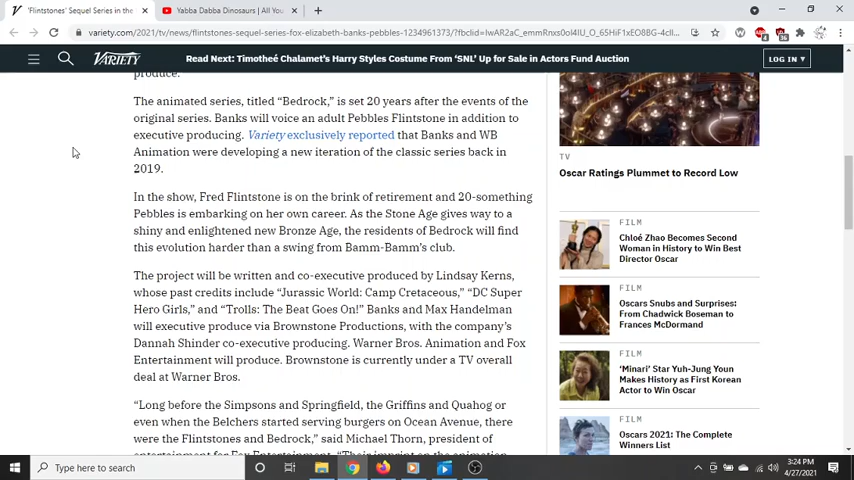 'Flintstones' Sequel Series in the
Yabba Dabba Dinosaurs | All You
variety.com/2021/tv/news/flintstones-sequel-series-fox-elizabeth-banks-pebbles-1234961373/?fbclid=
VARIETY
Read Next: Timotheé Chalamet's Harry Styles Costume From 'SNL' Up for Sale in Actors Fund Auction
LOG IN
produce.
The animated series, titled “Bedrock,” is set 20 years after the events of the
original series. Banks will voice an adult Pebbles Flintstone in addition to
executive producing. Variety exclusively reported that Banks and WB
Animation were developing a new iteration of the classic series back in
2019.
In the show, Fred Flintstone is on the brink of retirement and 20-something
Pebbles is embarking on her own career. As the Stone Age gives way to a
shiny and enlightened new Bronze Age, the residents of Bedrock will find
this evolution harder than a swing from Bamm-Bamm’s club.
The project will be written and co-executive produced by Lindsay Kerns,
whose past credits include “Jurassic World: Camp Cretaceous,” “DC Super
Hero Girls,” and “Trolls: The Beat Goes On!” Banks and Max Handelman
will executive produce via Brownstone Productions, with the company’s
Dannah Shinder co-executive producing. Warner Bros. Animation and Fox
Entertainment will produce. Brownstone is currently under a TV overall
deal at Warner Bros.
“Long before the Simpsons and Springfield, the Griffins and Quahog or
even when the Belchers started serving burgers on Ocean Avenue, there
were the Flintstones and Bedrock,” said Michael Thorn, president of
entertainment for Fox Entertainment. “Their imprint on the animation
TV
Oscar Ratings Plummet to Record Low
FILM
Chloé Zhao Becomes Second
Woman in History to Win Best
Director Oscar
FILM
Oscars Snubs and Surprises:
From Chadwick Boseman to
Frances McDormand
FILM
‘Minari’ Star Yuh-Jung Youn
Makes History as First Korean
Actor to Win Oscar
FILM
Oscars 2021: The Complete
Winners List
Type here to search
3:24 PM
4/27/2021